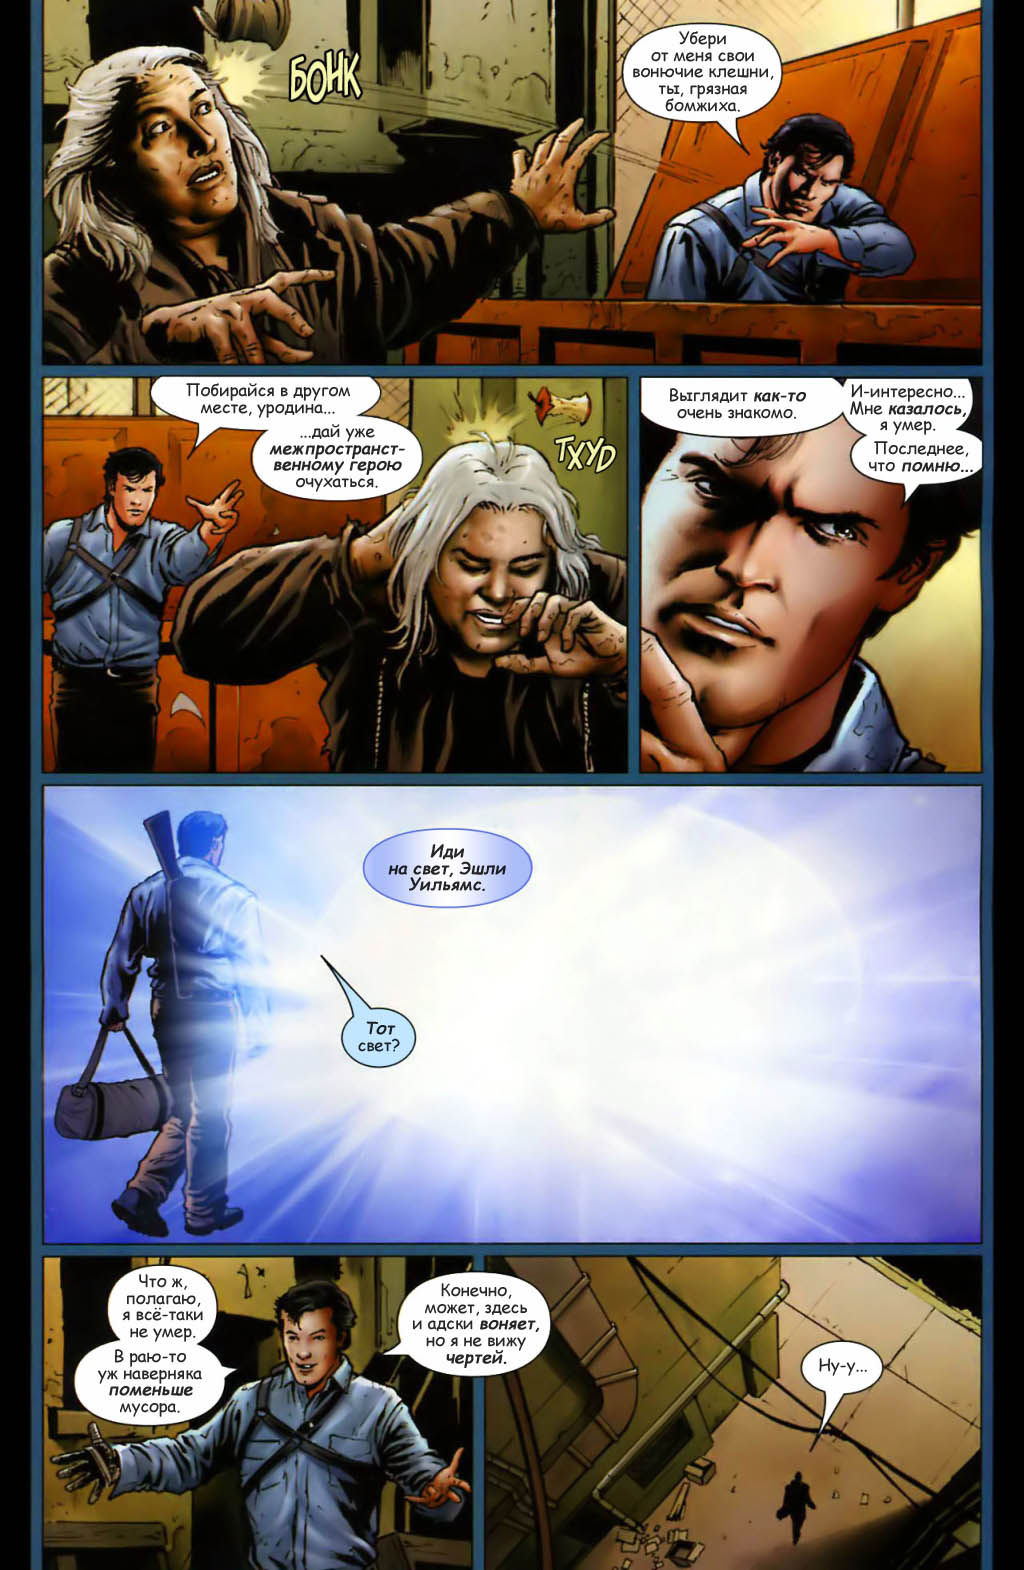 БОНК
Убери
от меня свои
вонючие клешни,
ты, грязная
бомжиха.
Побирайся в другом
месте, уродина...
...дай уже
межпространст-
венному герою
очухаться.
ТХУД
Выглядит как-то
очень знакомо.
И-интересно...
Мне казалось,
я умер.
Последнее,
что помню...
Иди
на свет, Эшли
Уильямс.
Тот
свет?
Что ж,
полагаю,
я всё-таки
не умер.
В раю-то
уж наверняка
поменьше
мусора.
Конечно,
может, здесь
и адски воняет,
но я не вижу
чертей.
Ну-у...